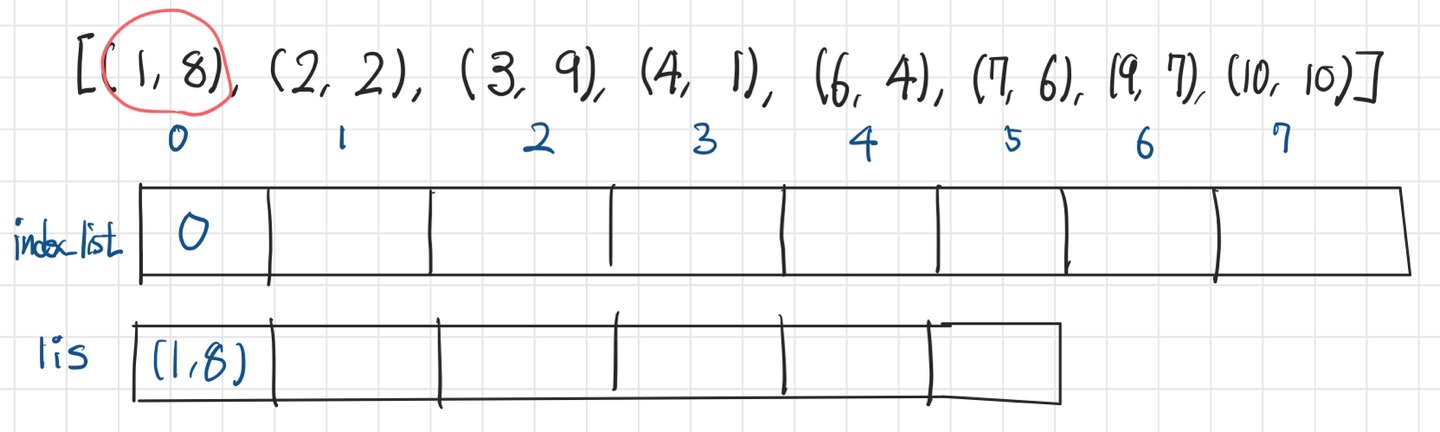 [(1, 8), (2, 2), (3, 9), (4, 1), (6, 4), (7, 6), (9, 7), (10, 10)]
0 1 2 3 4 5 6 7
index list 0
lis (1,8)